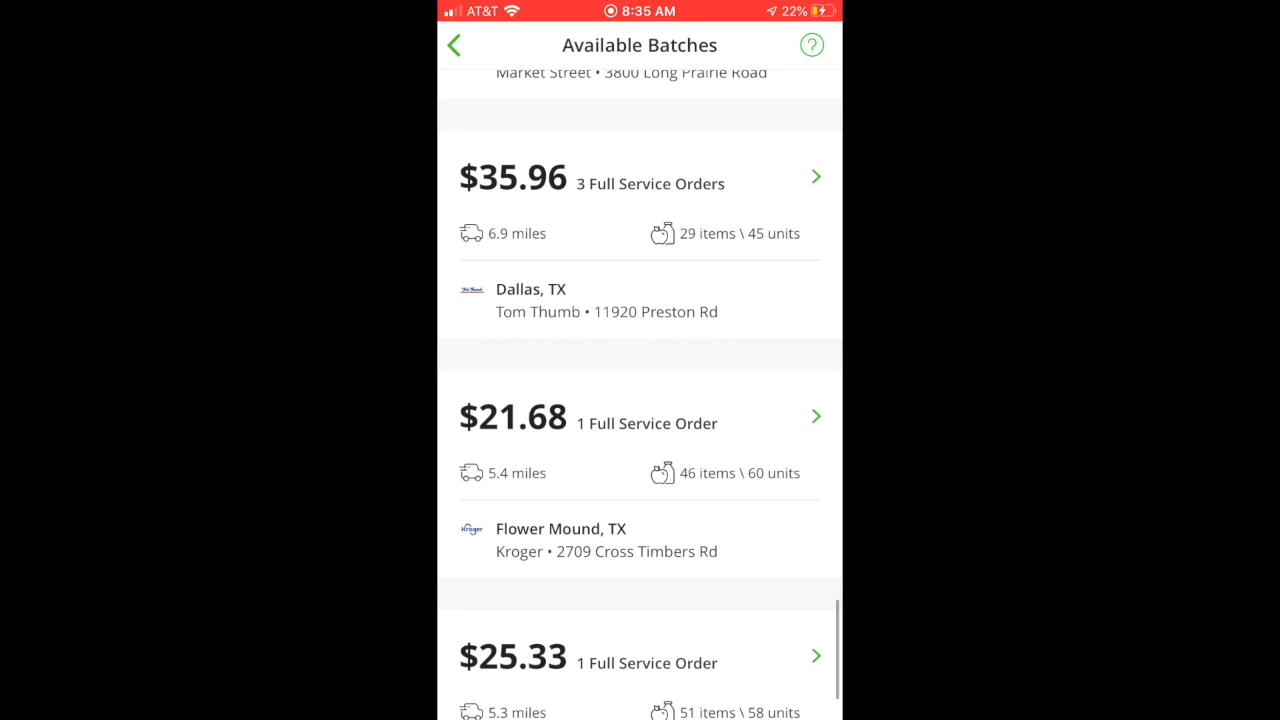 AT&T 8:35 AM 22%
Available Batches ?
Market Street • 3800 Long Prairie Road
$35.96 3 Full Service Orders
6.9 miles 29 items \ 45 units
Dallas, TX
Tom Thumb • 11920 Preston Rd
$21.68 1 Full Service Order
5.4 miles 46 items \ 60 units
Kroger Flower Mound, TX
Kroger • 2709 Cross Timbers Rd
$25.33 1 Full Service Order
5.3 miles 51 items \ 58 units